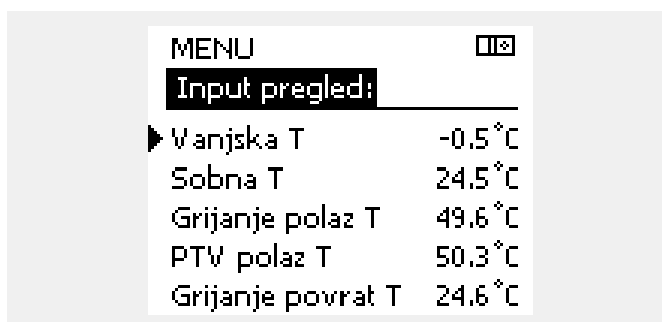 MENU
Input pregled:
Vanjska T -0.5°C
Sobna T 24.5°C
Grijanje polaz T 49.6°C
PTV polaz T 50.3°C
Grijanje povrat T 24.6°C